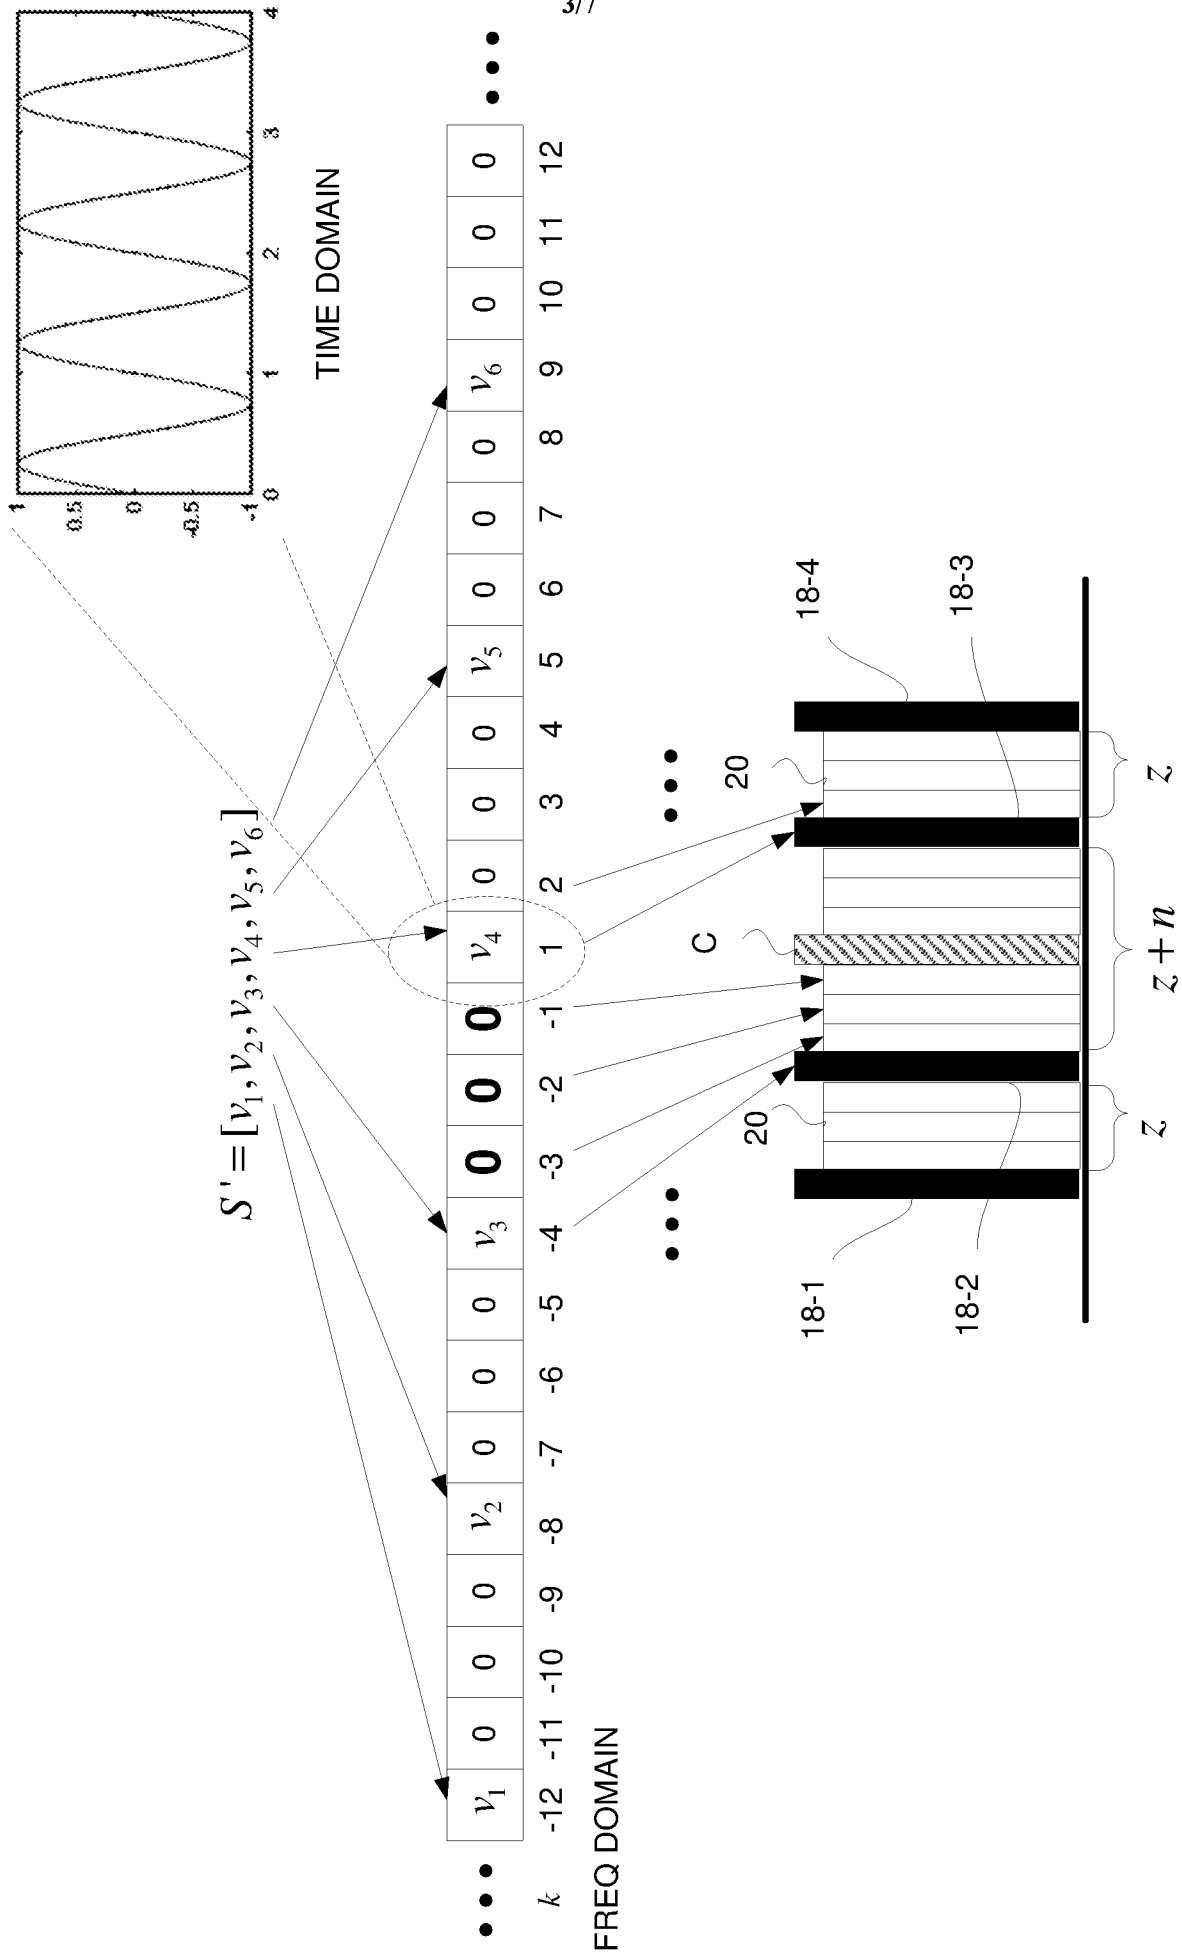 3/7
1
0.5
0
-0.5
-1
0 1 2 3 4
TIME DOMAIN
S' = [v1, v2, v3, v4, v5, v6]
v1 0 0 0 v2 0 0 0 v3 0 0 0 v4 0 0 0 v5 0 0 0 v6 0 0 0
k -12 -11 -10 -9 -8 -7 -6 -5 -4 -3 -2 -1 1 2 3 4 5 6 7 8 9 10 11 12
FREQ DOMAIN
C
20
20
18-1
18-4
18-2
18-3
z
z + n
z